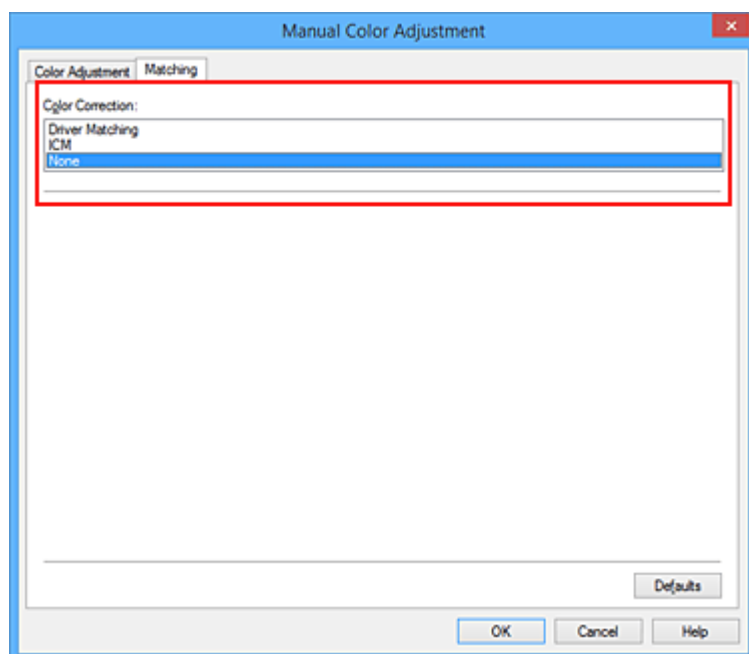 Manual Color Adjustment
Color Adjustment Matching
Color Correction:
Driver Matching
ICM
None
Defaults
OK Cancel Help